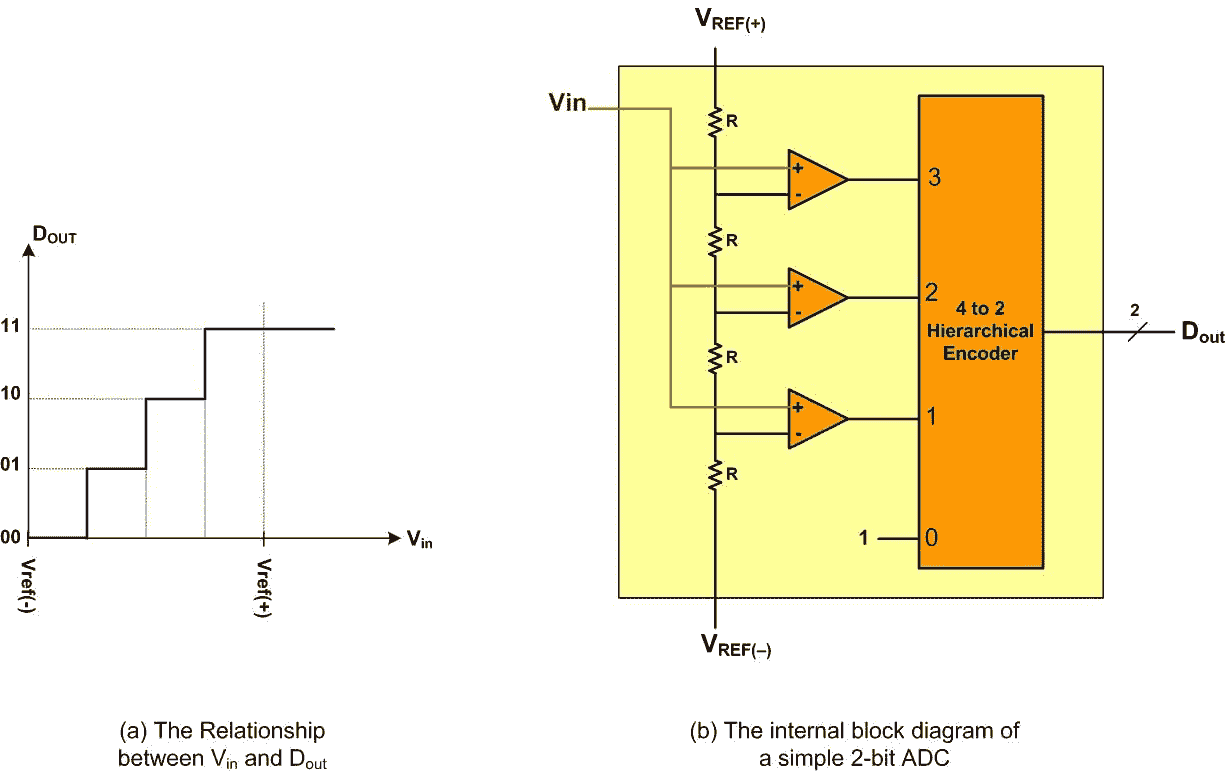 DOUT
11
10
01
00
Vin
Vref(-)
Vref(+)
(a) The Relationship
between Vin and Dout
VREF(+)
Vin
R
+
-
3
R
+
-
2
4 to 2
Hierarchical
Encoder
2
Dout
R
+
-
1
R
1
0
VREF(–)
(b) The internal block diagram of
a simple 2-bit ADC